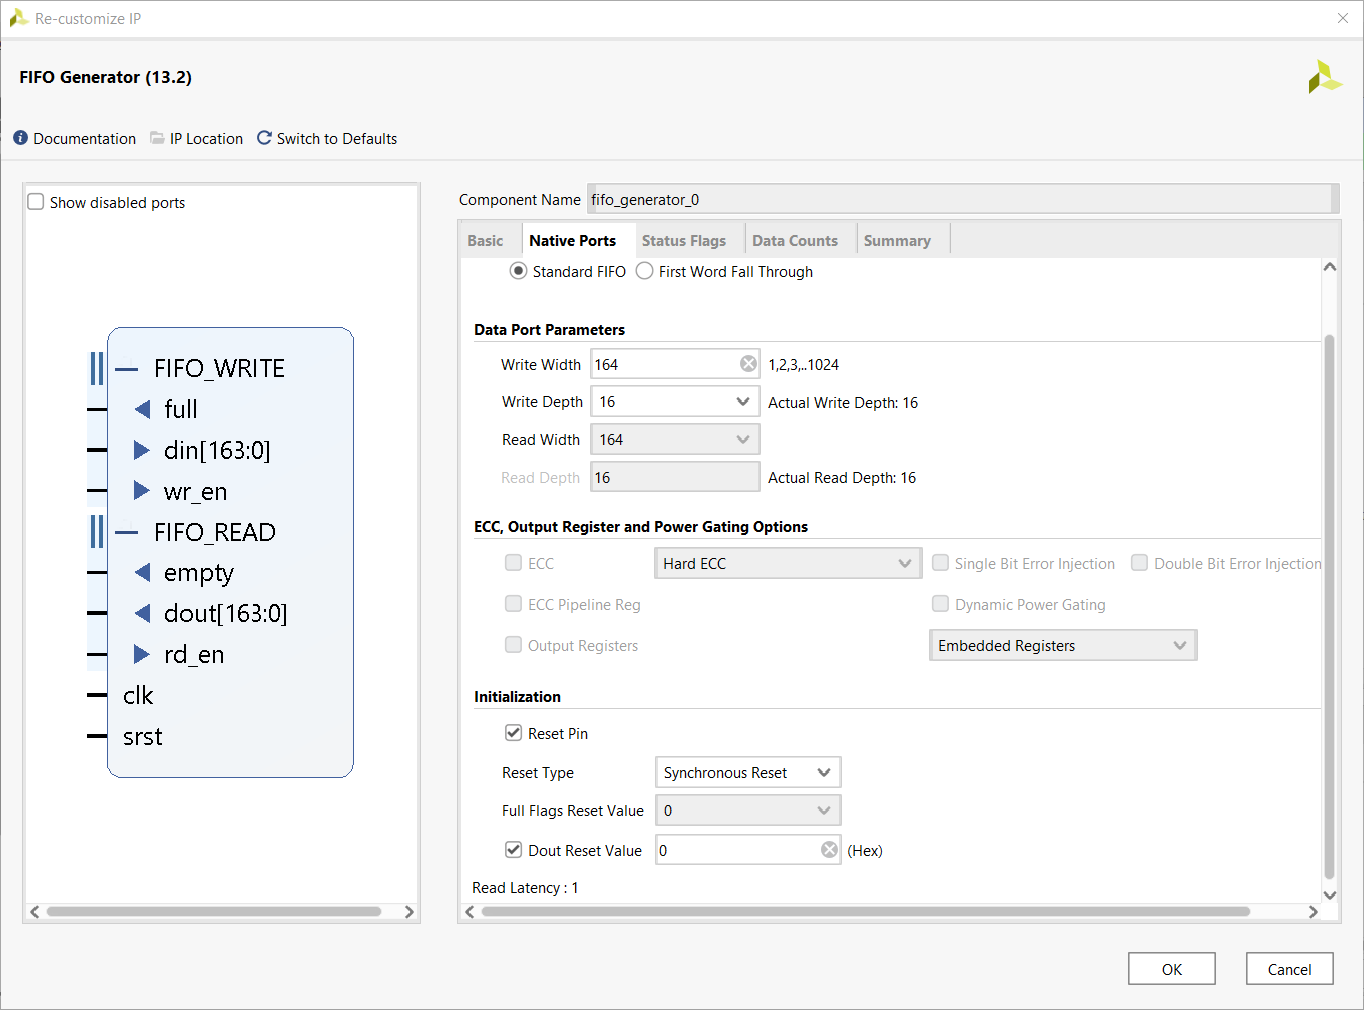 Re-customize IP
FIFO Generator (13.2)
Documentation IP Location Switch to Defaults
Show disabled ports
FIFO_WRITE
full
din[163:0]
wr_en
FIFO_READ
empty
dout[163:0]
rd_en
clk
srst
Component Name fifo_generator_0
Basic Native Ports Status Flags Data Counts Summary
Standard FIFO First Word Fall Through
Data Port Parameters
Write Width 164 1,2,3,..1024
Write Depth 16 Actual Write Depth: 16
Read Width 164
Read Depth 16 Actual Read Depth: 16
ECC, Output Register and Power Gating Options
ECC Hard ECC Single Bit Error Injection Double Bit Error Injection
ECC Pipeline Reg Dynamic Power Gating
Output Registers Embedded Registers
Initialization
Reset Pin
Reset Type Synchronous Reset
Full Flags Reset Value 0
Dout Reset Value 0 (Hex)
Read Latency : 1
OK Cancel